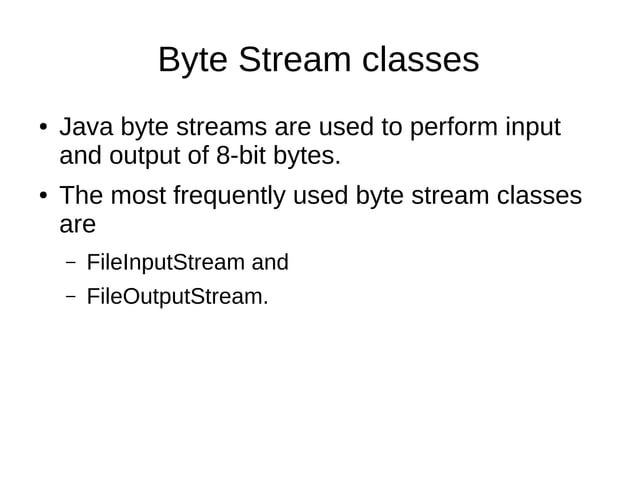 Byte Stream classes
• Java byte streams are used to perform input
and output of 8-bit bytes.
• The most frequently used byte stream classes
are
– FileInputStream and
– FileOutputStream.